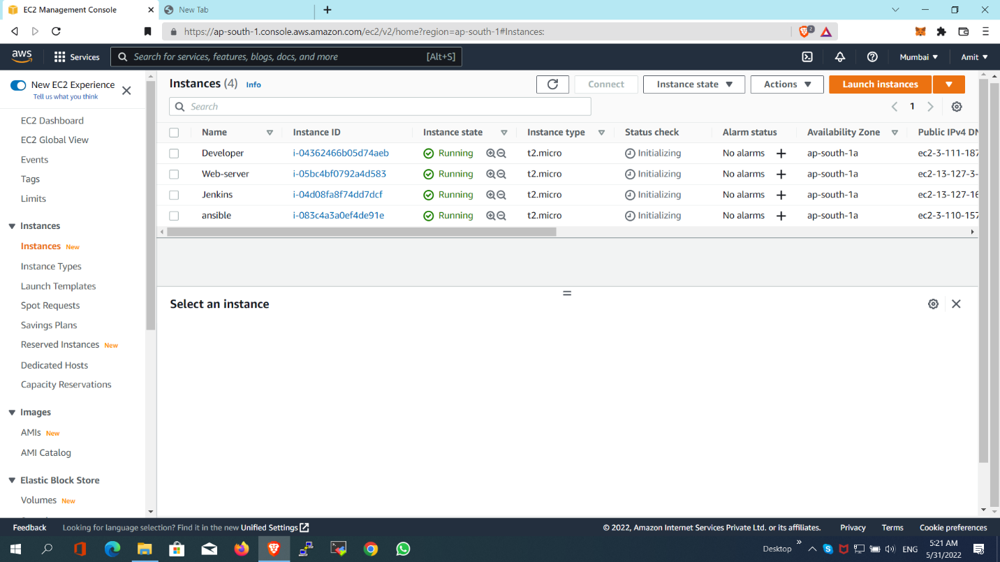 EC2 Management Console
New Tab
https://ap-south-1.console.aws.amazon.com/ec2/v2/home?region=ap-south-1#Instances:
2
aws
Services
Search for services, features, blogs, docs, and more
[Alt+S]
Mumbai
Amit
New EC2 Experience
Tell us what you think
EC2 Dashboard
EC2 Global View
Events
Tags
Limits
Instances
Instances New
Instance Types
Launch Templates
Spot Requests
Savings Plans
Reserved Instances New
Dedicated Hosts
Capacity Reservations
Images
AMIs New
AMI Catalog
Elastic Block Store
Volumes New
Instances (4) Info
Connect
Instance state
Actions
Launch instances
Search
1
Name Instance ID Instance state Instance type Status check Alarm status Availability Zone Public IPv4 DN
Developer i-04362466b05d74aeb Running t2.micro Initializing No alarms ap-south-1a ec2-3-111-187
Web-server i-05bc4bf0792a4d583 Running t2.micro Initializing No alarms ap-south-1a ec2-13-127-3-
Jenkins i-04d08fa8f74dd7dcf Running t2.micro Initializing No alarms ap-south-1a ec2-13-127-16
ansible i-083c4a3a0ef4de91e Running t2.micro Initializing No alarms ap-south-1a ec2-3-110-157
Select an instance
Feedback Looking for language selection? Find it in the new Unified Settings
© 2022, Amazon Internet Services Private Ltd. or its affiliates. Privacy Terms Cookie preferences
Desktop
ENG
5:21 AM
5/31/2022